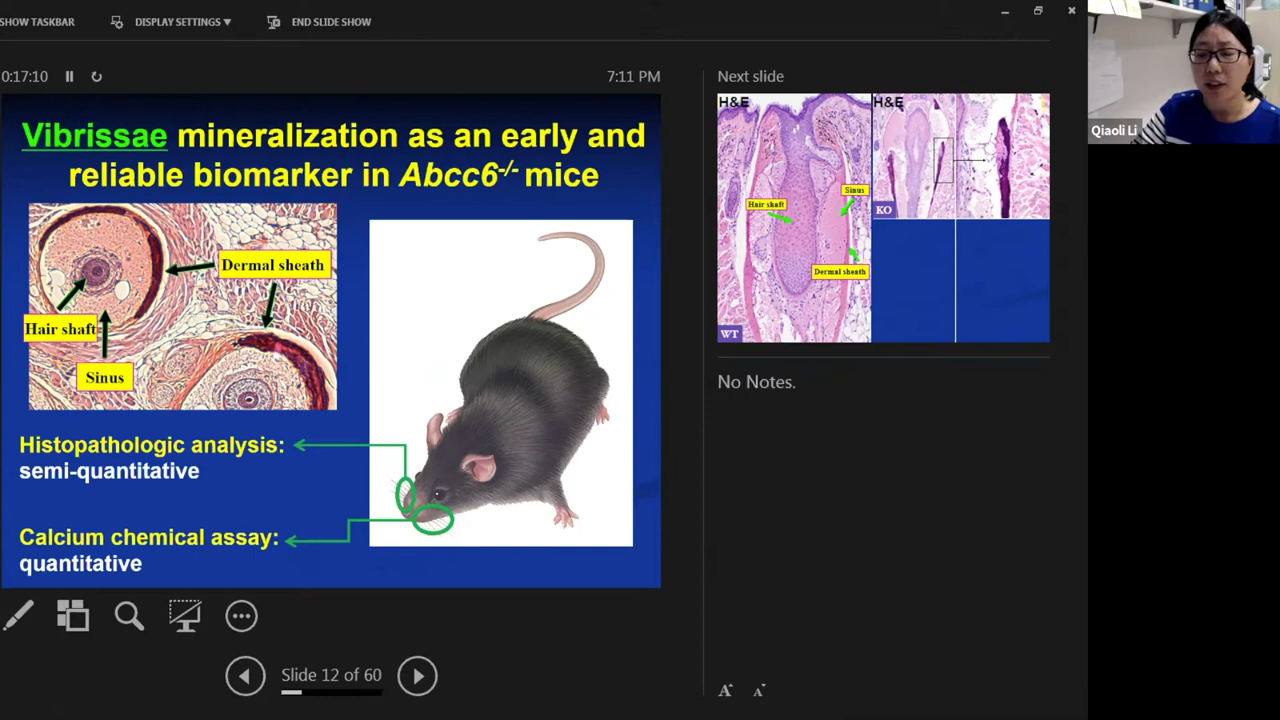 SHOW TASKBAR
DISPLAY SETTINGS ▼
END SLIDE SHOW
0:17:10
7:11 PM
Vibrissae mineralization as an early and
reliable biomarker in Abcc6-/- mice
Dermal sheath
Hair shaft
Sinus
Histopathologic analysis:
semi-quantitative
Calcium chemical assay:
quantitative
Slide 12 of 60
Next slide
H&E
H&E
Sinus
Hair shaft
KO
Dermal sheath
WT
No Notes.
A A
Qiaoli Li